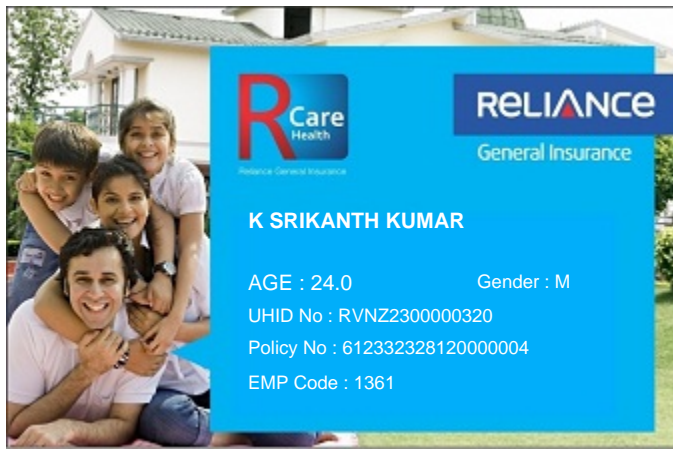 R Care
Health
Reliance General Insurance
RELIANCE
General Insurance
K SRIKANTH KUMAR
AGE : 24.0 Gender : M
UHID No : RVNZ2300000320
Policy No : 612332328120000004
EMP Code : 1361